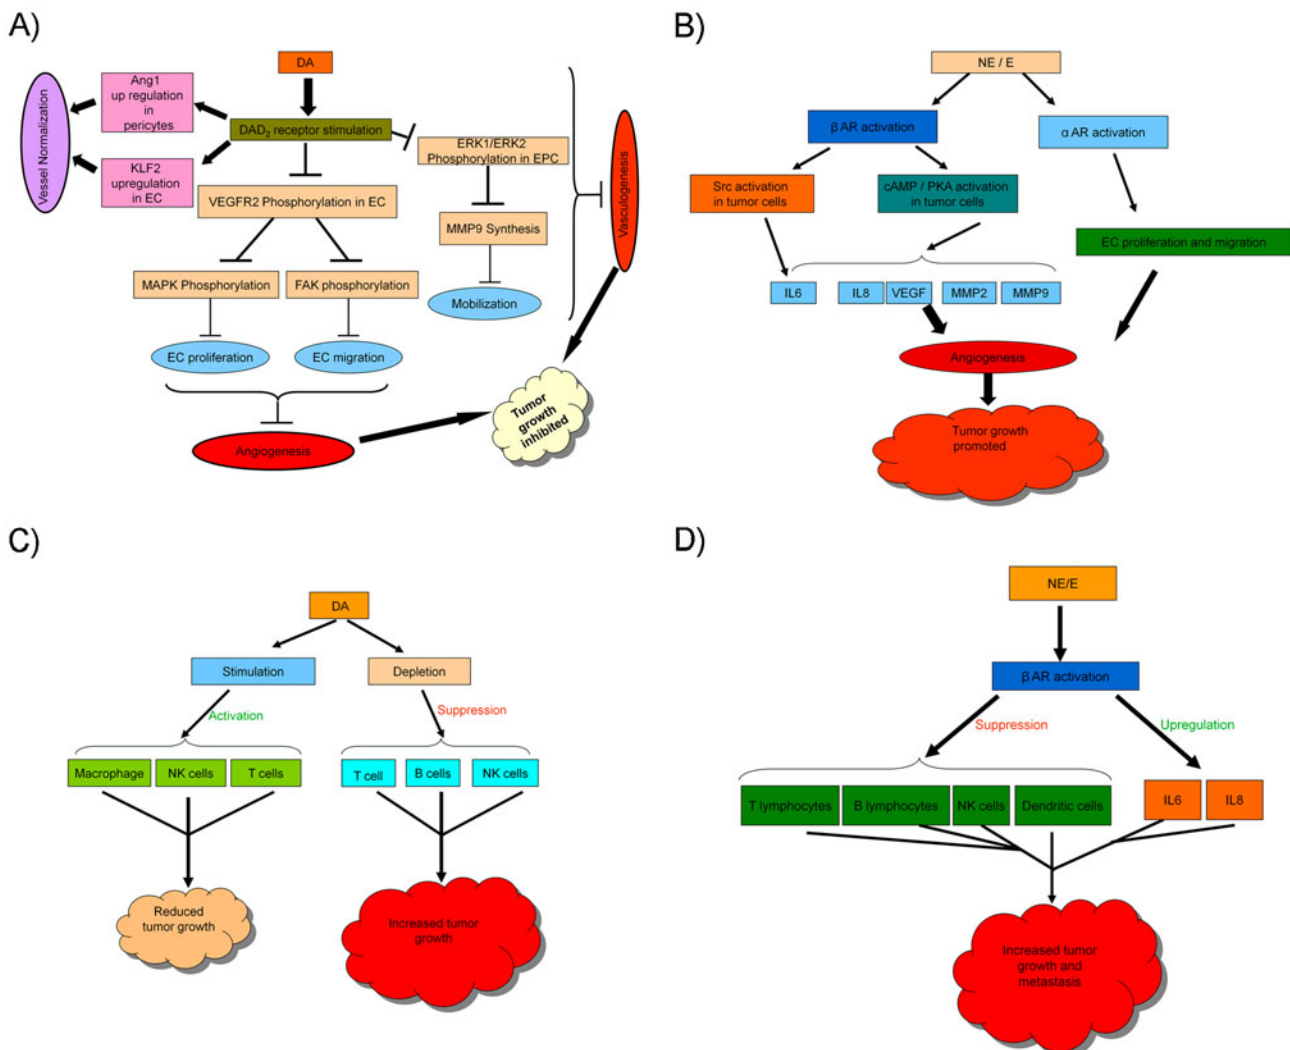 A)
DA
Ang1
up regulation
in
pericytes
Vessel Normalization
DAD₂ receptor stimulation
KLF2
upregulation
in EC
ERK1/ERK2
Phosphorylation in EPC
VEGFR2 Phosphorylation in EC
MMP9 Synthesis
Vasculogenesis
MAPK Phosphorylation
FAK phosphorylation
Mobilization
EC proliferation
EC migration
Angiogenesis
Tumor
growth
inhibited
B)
NE / E
β AR activation
α AR activation
Src activation
in tumor cells
cAMP / PKA activation
in tumor cells
EC proliferation and migration
IL6
IL8
VEGF
MMP2
MMP9
Angiogenesis
Tumor growth
promoted
C)
DA
Stimulation
Depletion
Activation
Suppression
Macrophage
NK cells
T cells
T cell
B cells
NK cells
Reduced
tumor growth
Increased tumor
growth
D)
NE/E
β AR activation
Suppression
Upregulation
T lymphocytes
B lymphocytes
NK cells
Dendritic cells
IL6
IL8
Increased tumor
growth and
metastasis